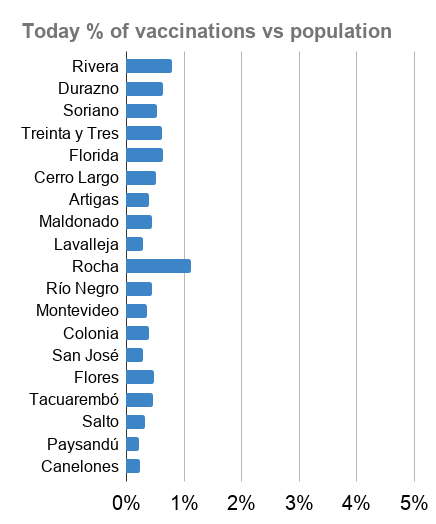 Today % of vaccinations vs population
Rivera
Durazno
Soriano
Treinta y Tres
Florida
Cerro Largo
Artigas
Maldonado
Lavalleja
Rocha
Río Negro
Montevideo
Colonia
San José
Flores
Tacuarembó
Salto
Paysandú
Canelones
0% 1% 2% 3% 4% 5%